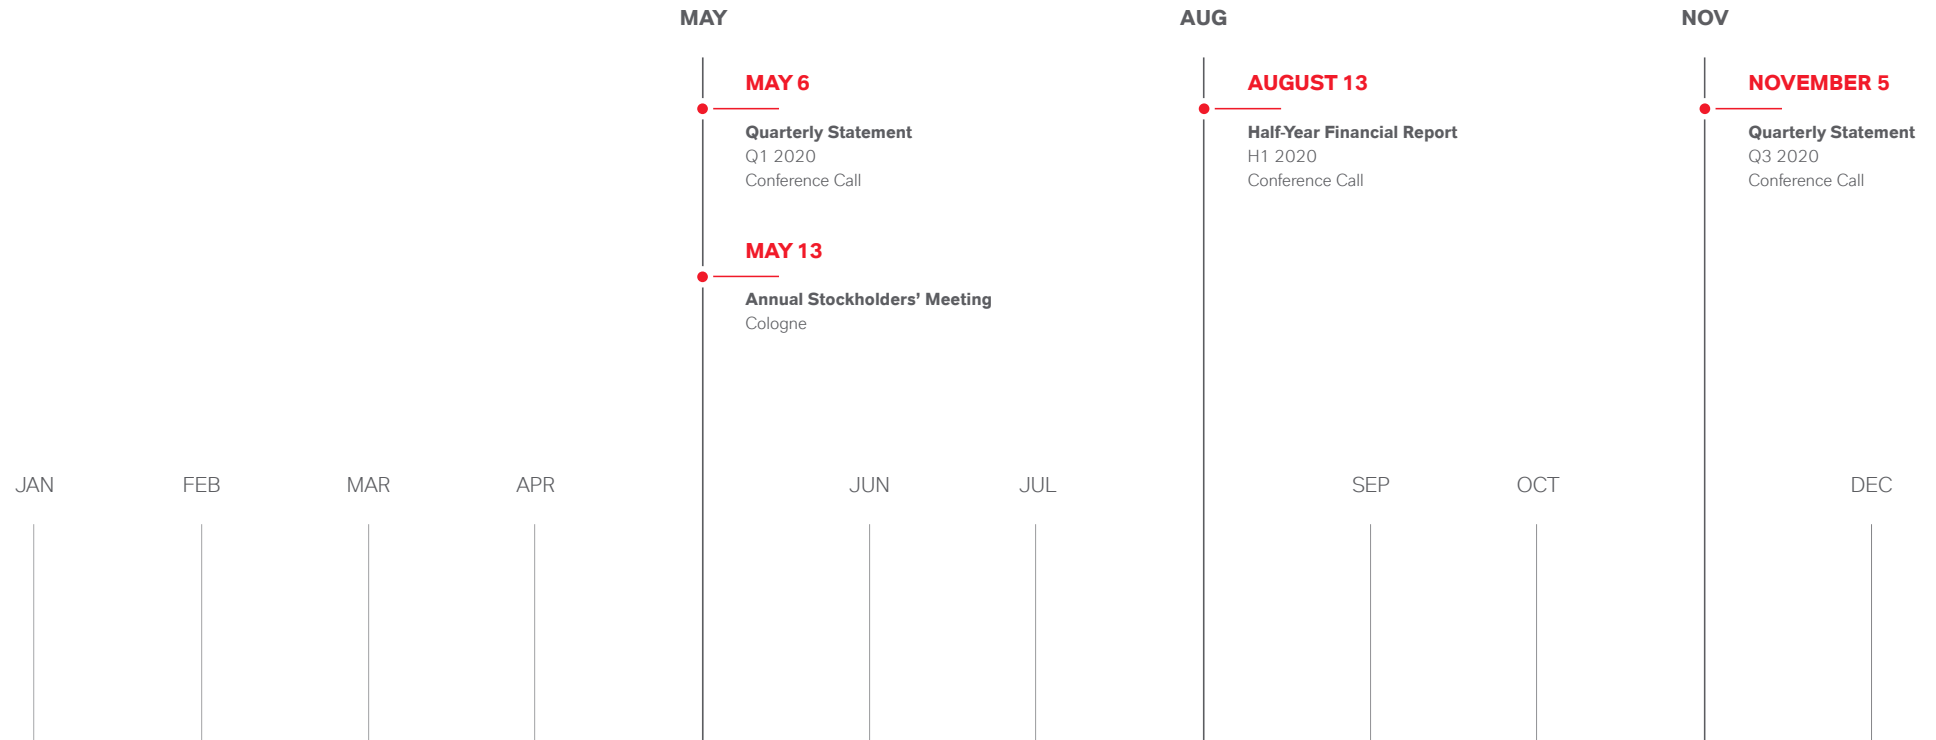 MAY
MAY 6
Quarterly Statement
Q1 2020
Conference Call
MAY 13
Annual Stockholders’ Meeting
Cologne
AUG
AUGUST 13
Half-Year Financial Report
H1 2020
Conference Call
NOV
NOVEMBER 5
Quarterly Statement
Q3 2020
Conference Call
JAN
FEB
MAR
APR
JUN
JUL
SEP
OCT
DEC